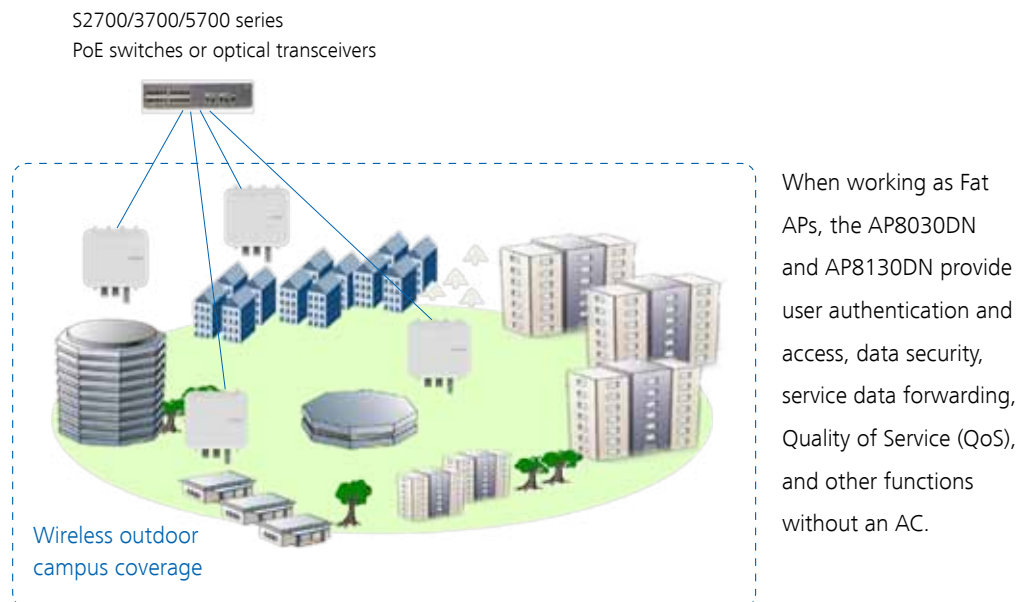 S2700/3700/5700 series
PoE switches or optical transceivers
When working as Fat
APs, the AP8030DN
and AP8130DN provide
user authentication and
access, data security,
service data forwarding,
Quality of Service (QoS),
and other functions
without an AC.
Wireless outdoor
campus coverage